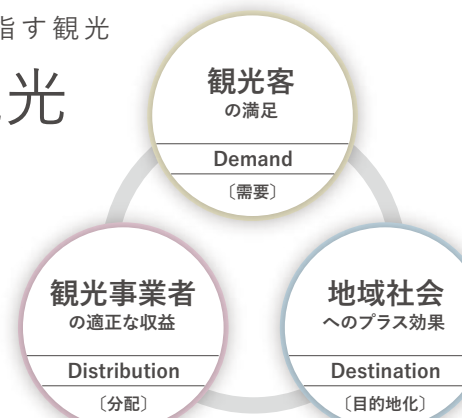 指す観光
光
観光客
の満足
Demand
〔需要〕
観光事業者
の適正な収益
Distribution
〔分配〕
地域社会
へのプラス効果
Destination
〔目的地化〕